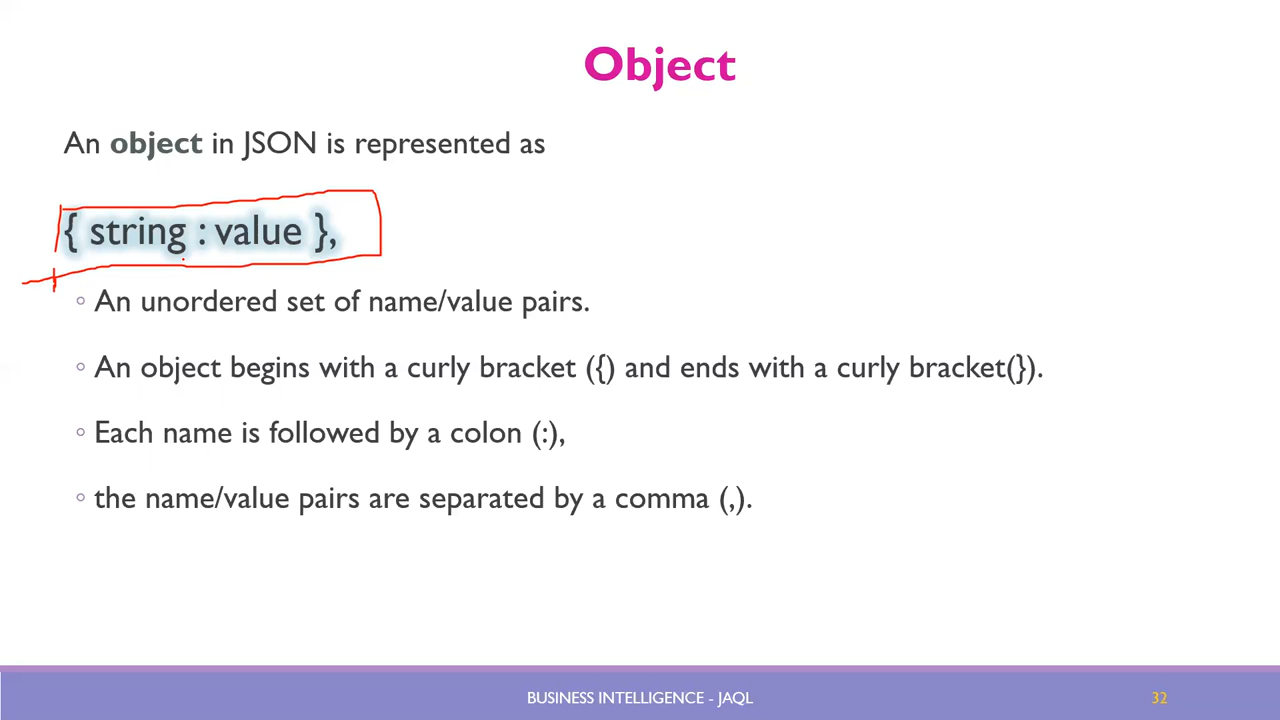 Object
An object in JSON is represented as
{ string : value },
◦ An unordered set of name/value pairs.
◦ An object begins with a curly bracket ({) and ends with a curly bracket(}).
◦ Each name is followed by a colon (:),
◦ the name/value pairs are separated by a comma (,).
BUSINESS INTELLIGENCE - JAQL
32